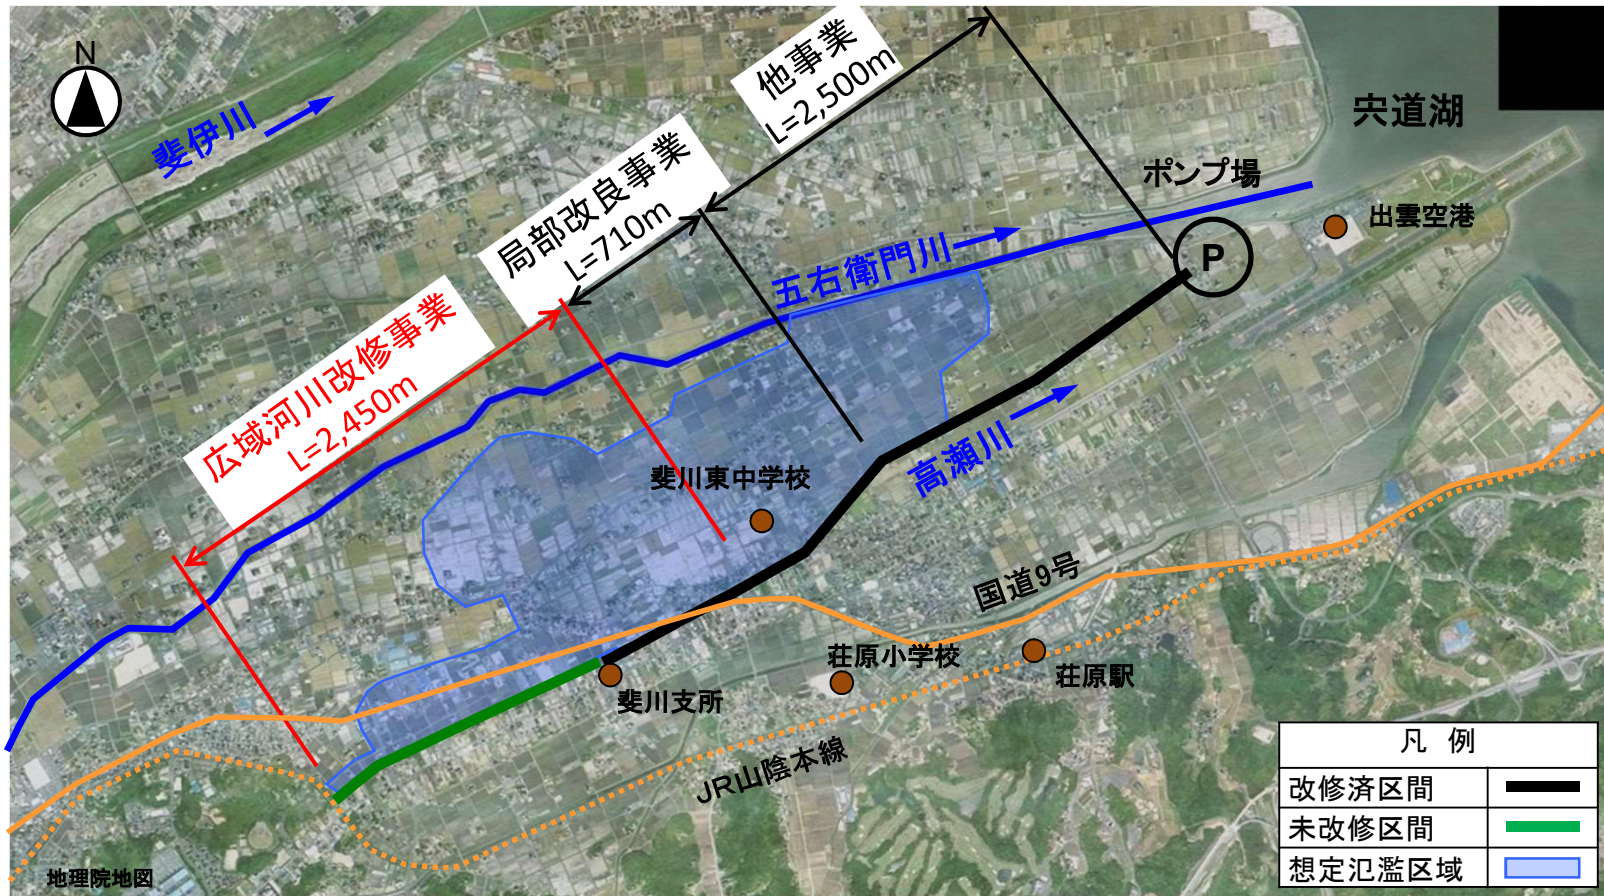 N
斐伊川
他事業
L=2,500m
宍道湖
局部改良事業
L=710m
ポンプ場
出雲空港
P
五右衛門川
広域河川改修事業
L=2,450m
高瀬川
斐川東中学校
国道9号
荘原小学校
荘原駅
斐川支所
JR山陰本線
凡 例
改修済区間
未改修区間
想定氾濫区域
地理院地図